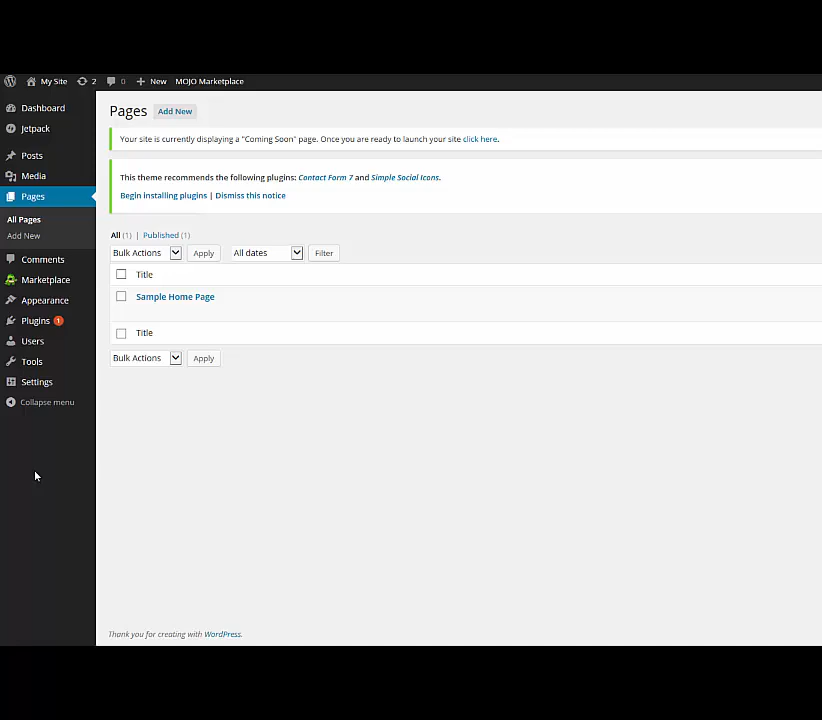 My Site 2 0 New MOJO Marketplace
Dashboard
Jetpack
Posts
Media
Pages
All Pages
Add New
Comments
Marketplace
Appearance
Plugins 1
Users
Tools
Settings
Collapse menu
Pages Add New
Your site is currently displaying a "Coming Soon" page. Once you are ready to launch your site click here.
This theme recommends the following plugins: Contact Form 7 and Simple Social Icons.
Begin installing plugins | Dismiss this notice
All (1) | Published (1)
Bulk Actions Apply All dates Filter
Title
Sample Home Page
Title
Bulk Actions Apply
Thank you for creating with WordPress.